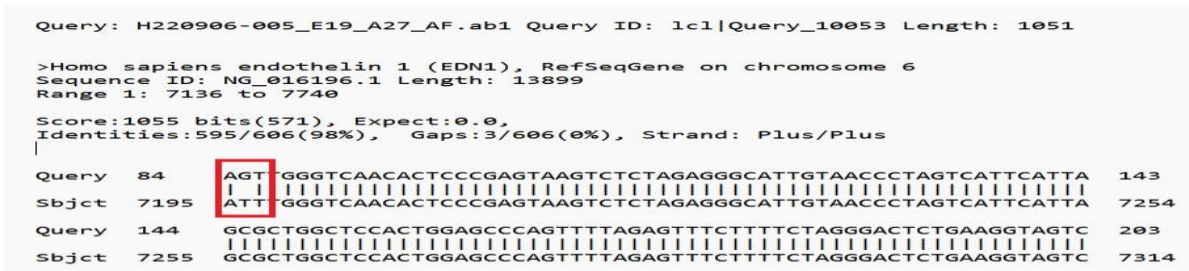 Query: H220906-005_E19_A27_AF.ab1 Query ID: lcl|Query_10053 Length: 1051
>Homo sapiens endothelin 1 (EDN1), RefSeqGene on chromosome 6
Sequence ID: NG_016196.1 Length: 13899
Range 1: 7136 to 7740
Score:1055 bits(571), Expect:0.0,
Identities:595/606(98%), Gaps:3/606(0%), Strand: Plus/Plus
Query 84 AGTTGGGTCAACACTCCCGAGTAAGTCTCTAGAGGGCATTGTAACCCTAGTCATTCATTA 143
Sbjct 7195 ATTTGGGTCAACACTCCCGAGTAAGTCTCTAGAGGGCATTGTAACCCTAGTCATTCATTA 7254
Query 144 GCGCTGGCTCCACTGGAGCCCAGTTTTAGAGTTTCTTTTCTAGGGACTCTGAAGGTAGTC 203
Sbjct 7255 GCGCTGGCTCCACTGGAGCCCAGTTTTAGAGTTTCTTTTCTAGGGACTCTGAAGGTAGTC 7314